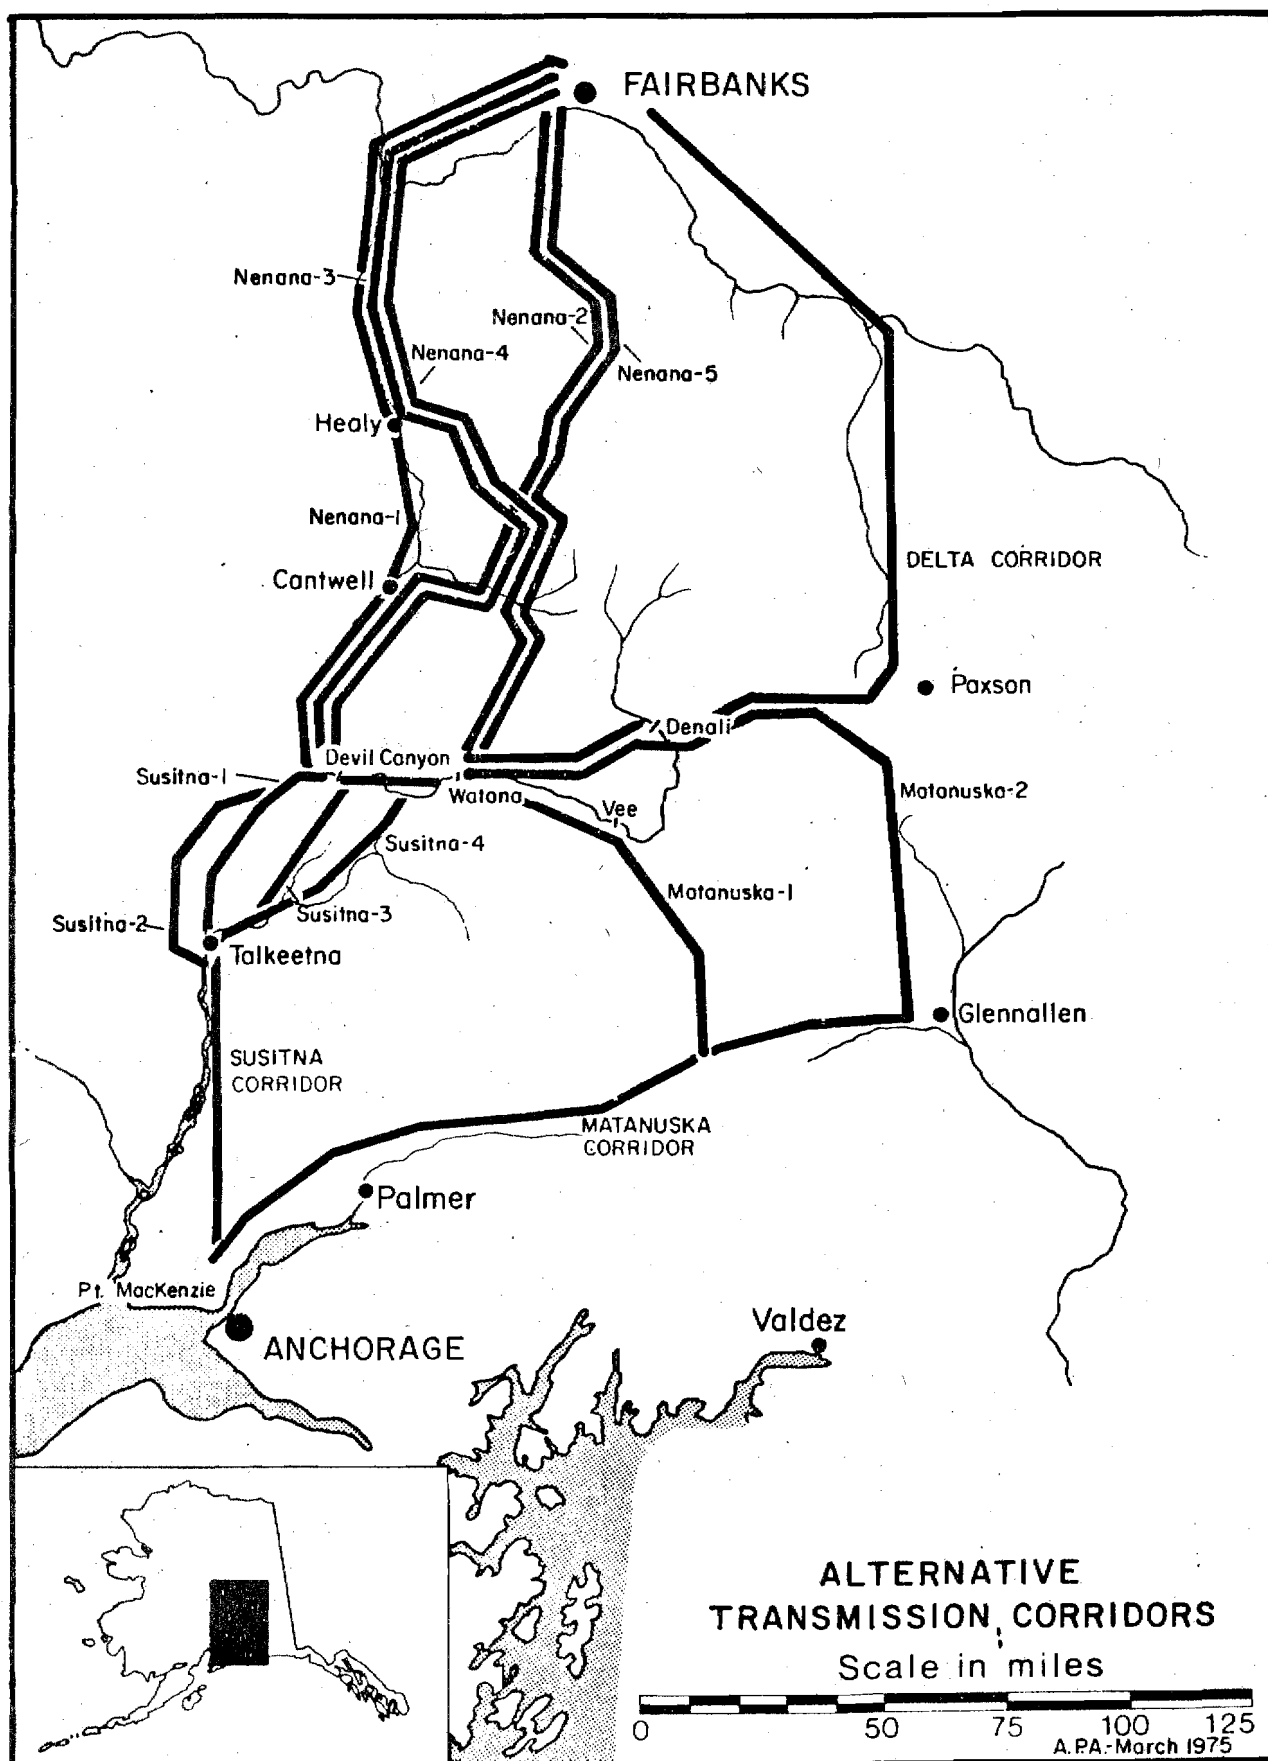 FAIRBANKS
Nenana-3
Nenana-2
Nenana-4
Nenana-5
Healy
Nenana-1
DELTA CORRIDOR
Cantwell
Paxson
Denali
Devil Canyon
Susitna-1
Watana
Matanuska-2
Vee
Susitna-4
Matanuska-1
Susitna-3
Susitna-2
Talkeetna
Glennallen
SUSITNA
CORRIDOR
MATANUSKA
CORRIDOR
Palmer
Pt. MacKenzie
Valdez
ANCHORAGE
ALTERNATIVE
TRANSMISSION CORRIDORS
Scale in miles
0 50 75 100 125
A.P.A.-March 1975